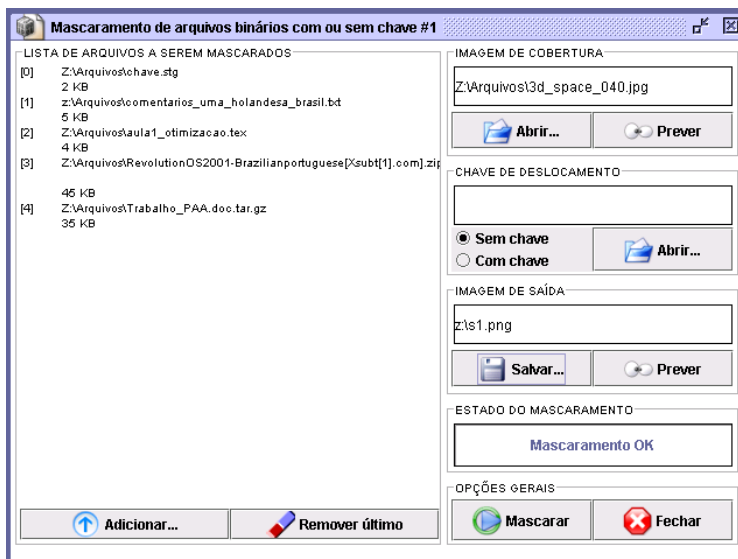 Mascaramento de arquivos binários com ou sem chave #1
LISTA DE ARQUIVOS A SEREM MASCARADOS
[0] Z:\Arquivos\chave.stg
2 KB
[1] z:\Arquivos\comentarios_uma_holandesa_brasil.txt
5 KB
[2] Z:\Arquivos\aula1_otimizacao.tex
4 KB
[3] Z:\Arquivos\RevolutionOS2001-Brazilianportuguese[Xsubt[1].com].zip
45 KB
[4] Z:\Arquivos\Trabalho_PAA.doc.tar.gz
35 KB
Adicionar...
Remover último
IMAGEM DE COBERTURA
Z:\Arquivos\3d_space_040.jpg
Abrir...
Prever
CHAVE DE DESLOCAMENTO
Sem chave
Com chave
Abrir...
IMAGEM DE SAÍDA
z:\s1.png
Salvar...
Prever
ESTADO DO MASCARAMENTO
Mascaramento OK
OPÇÕES GERAIS
Mascarar
Fechar